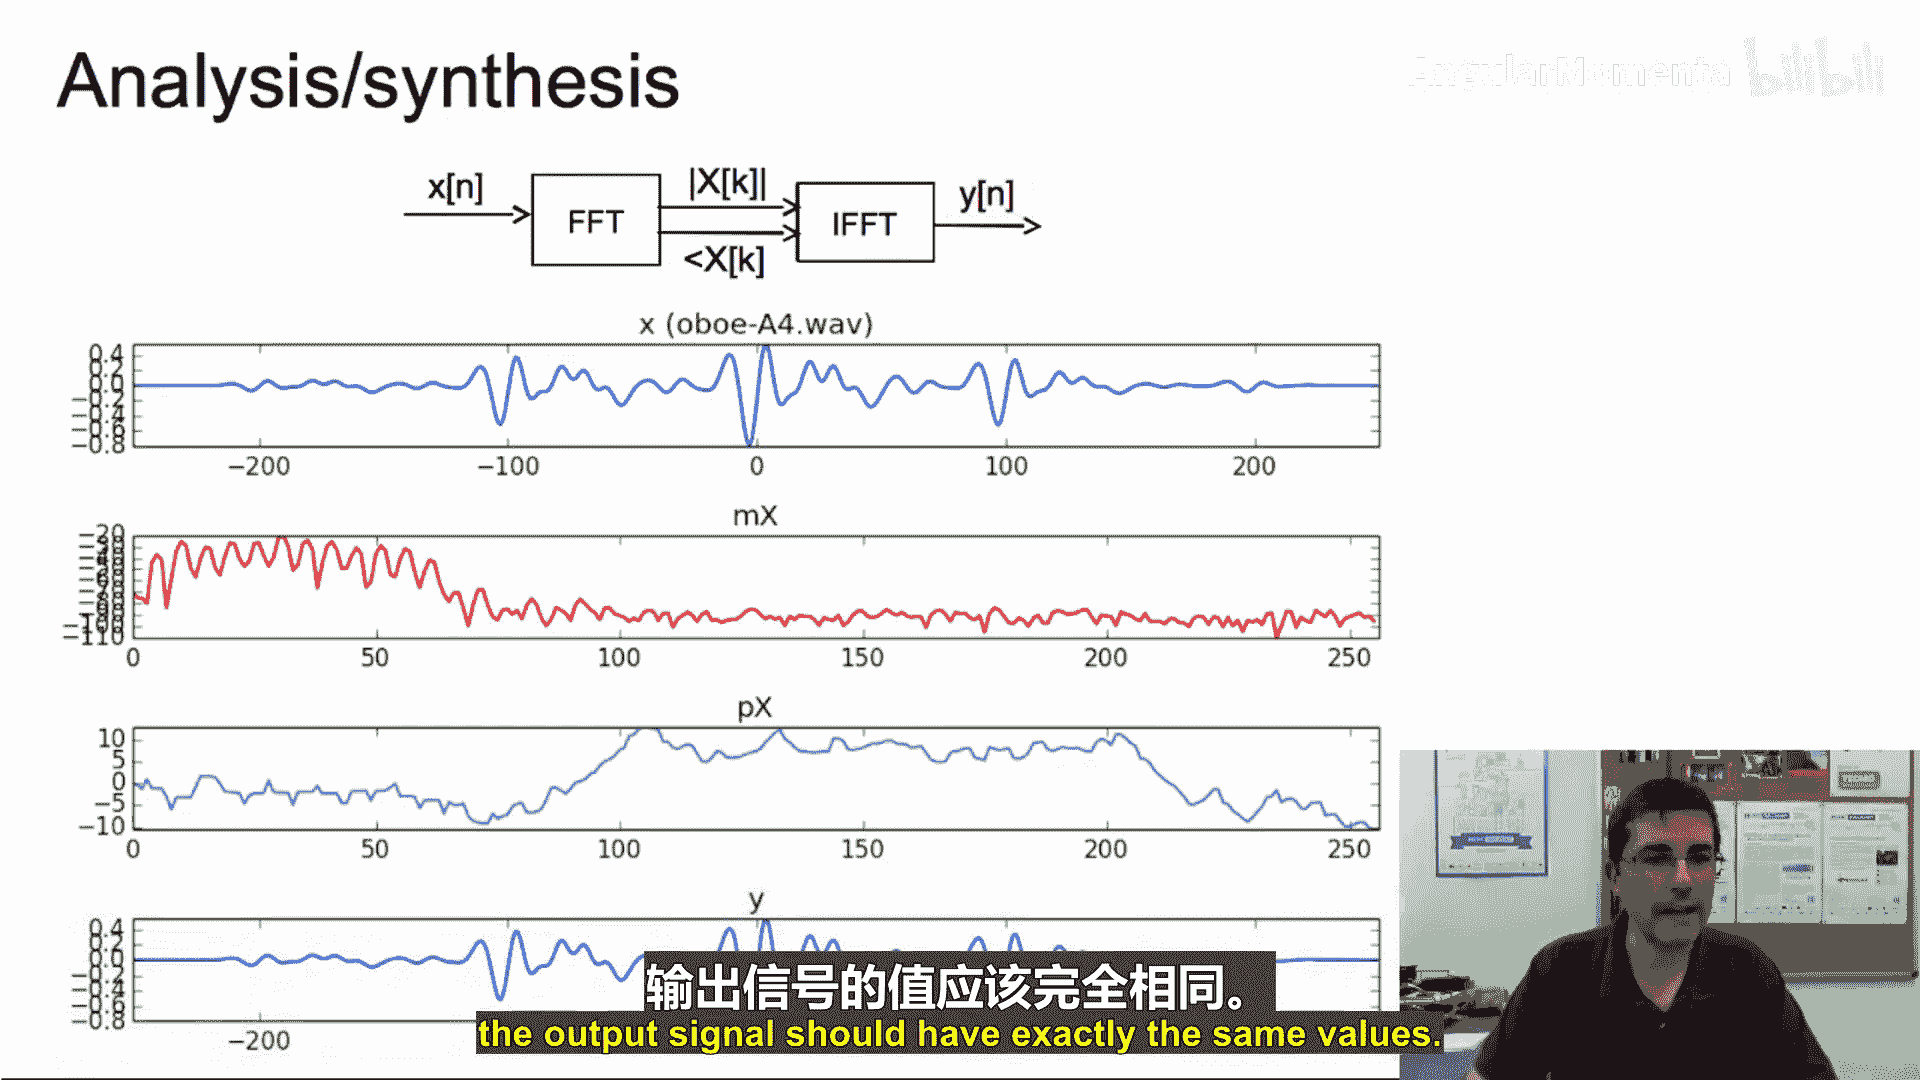 Analysis/synthesis
AngularMomenta bilibili
x[n]
FFT
|X[k]|
<X[k]
IFFT
y[n]
x (oboe-A4.wav)
0.4
0.2
0.0
−0.2
−0.4
−0.6
−0.8
−200 −100 0 100 200
mX
−20
−110
0 50 100 150 200 250
pX
10
5
0
−5
−10
0 50 100 150 200 250
y
0.4
0.2
0.0
−0.2
−0.4
−0.6
−0.8
−200
输出信号的值应该完全相同。
the output signal should have exactly the same values.